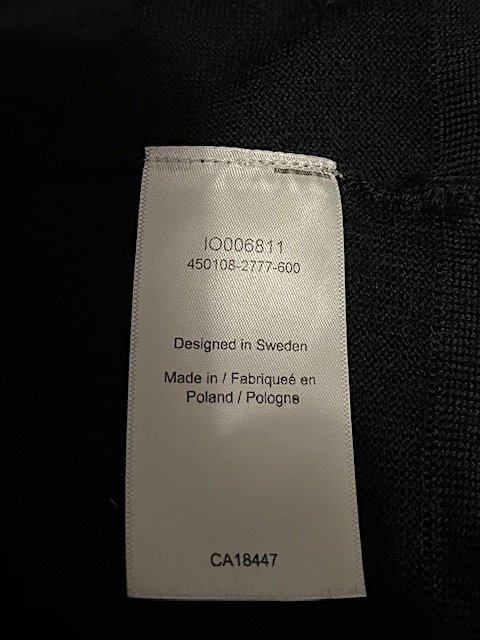 IO006811
450108-2777-600
Designed in Sweden
Made in / Fabriqueé en
Poland / Pologne
CA18447